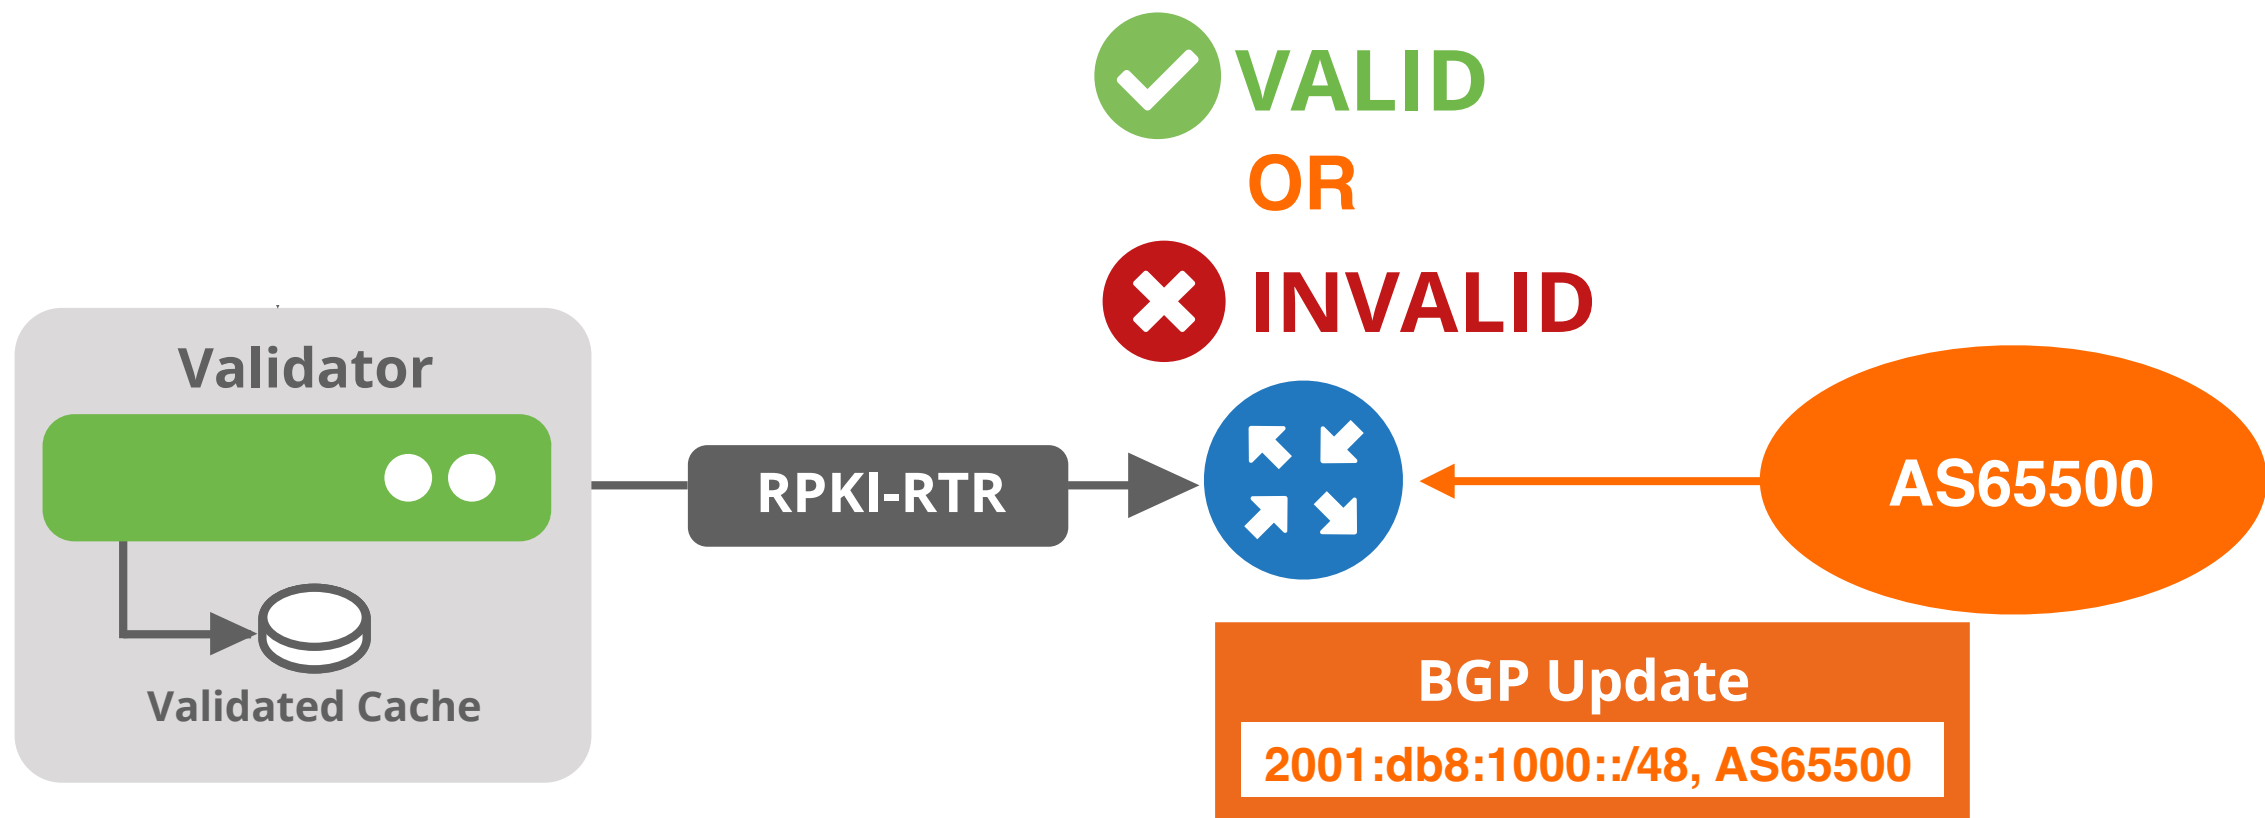 VALID
OR
INVALID
Validator
RPKI-RTR
AS65500
Validated Cache
BGP Update
2001:db8:1000::/48, AS65500